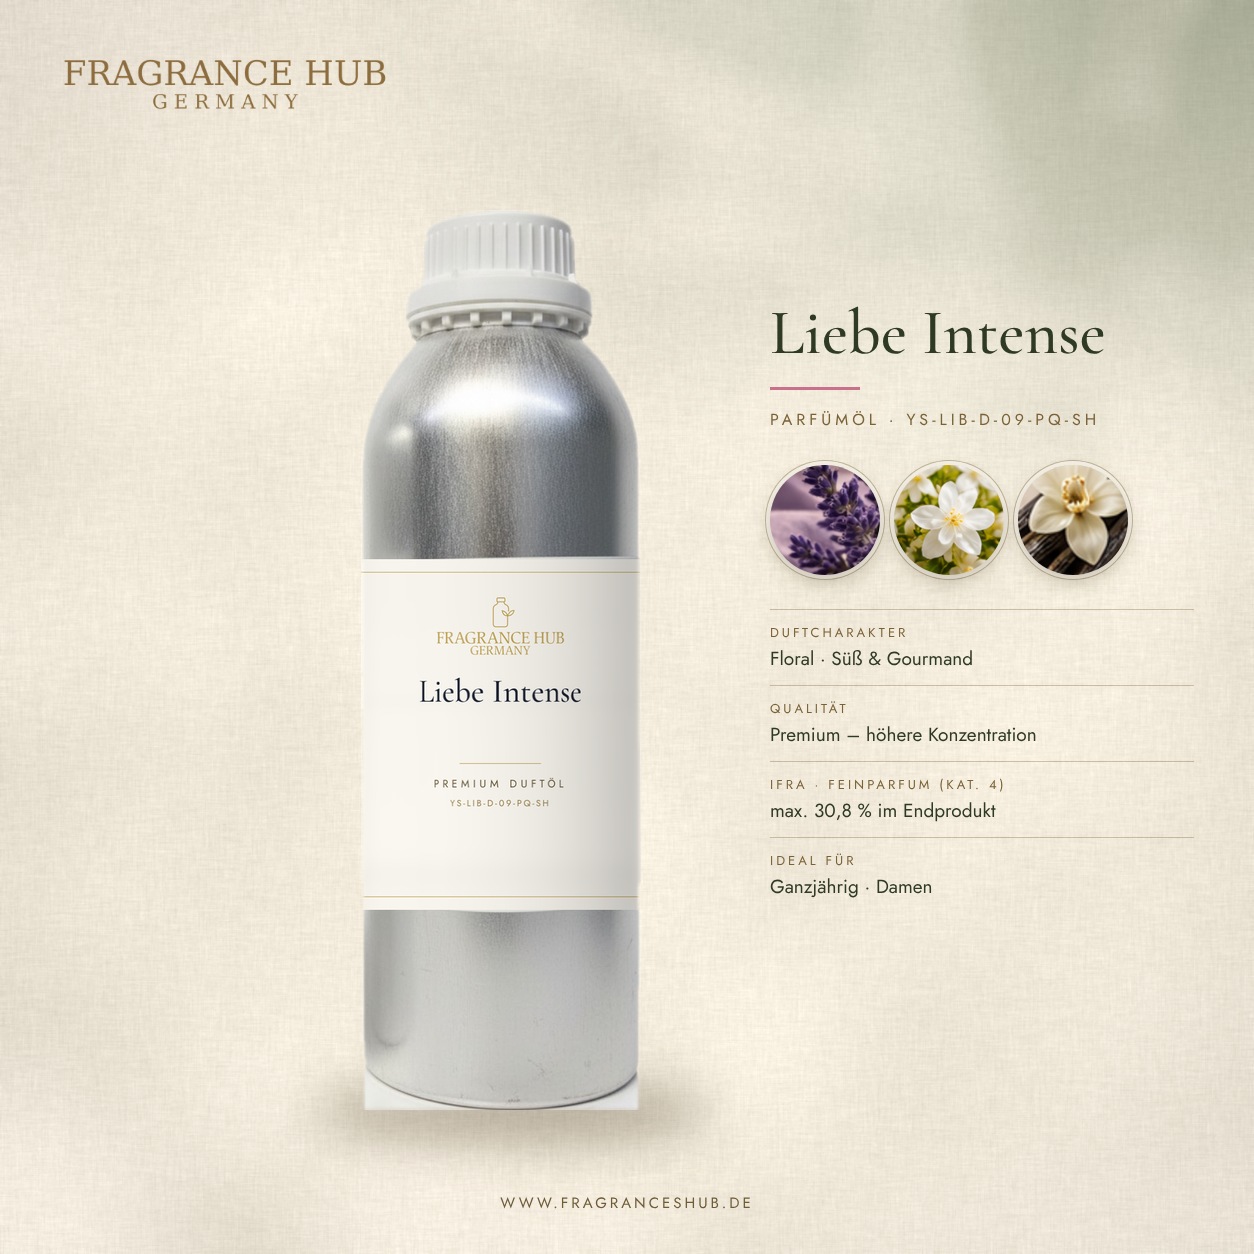 FRAGRANCE HUB
GERMANY
Liebe Intense
PARFÜMÖL · YS-LIB-D-09-PQ-SH
DUFTCHARAKTER
Floral · Süß & Gourmand
QUALITÄT
Premium – höhere Konzentration
IFRA · FEINPARFUM (KAT. 4)
max. 30,8 % im Endprodukt
IDEAL FÜR
Ganzjährig · Damen
FRAGRANCE HUB
GERMANY
Liebe Intense
PREMIUM DUFTÖL
YS-LIB-D-09-PQ-SH
WWW.FRAGRANCESHUB.DE